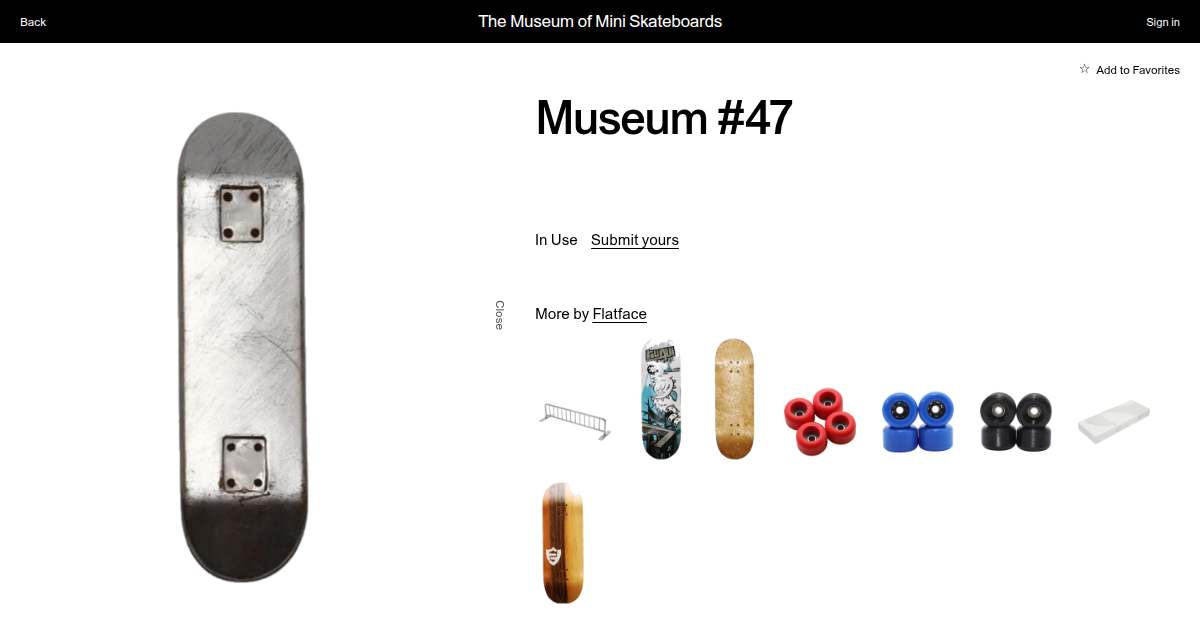 Back
The Museum of Mini Skateboards
Sign in
☆ Add to Favorites
Museum #47
In Use Submit yours
Close
More by Flatface